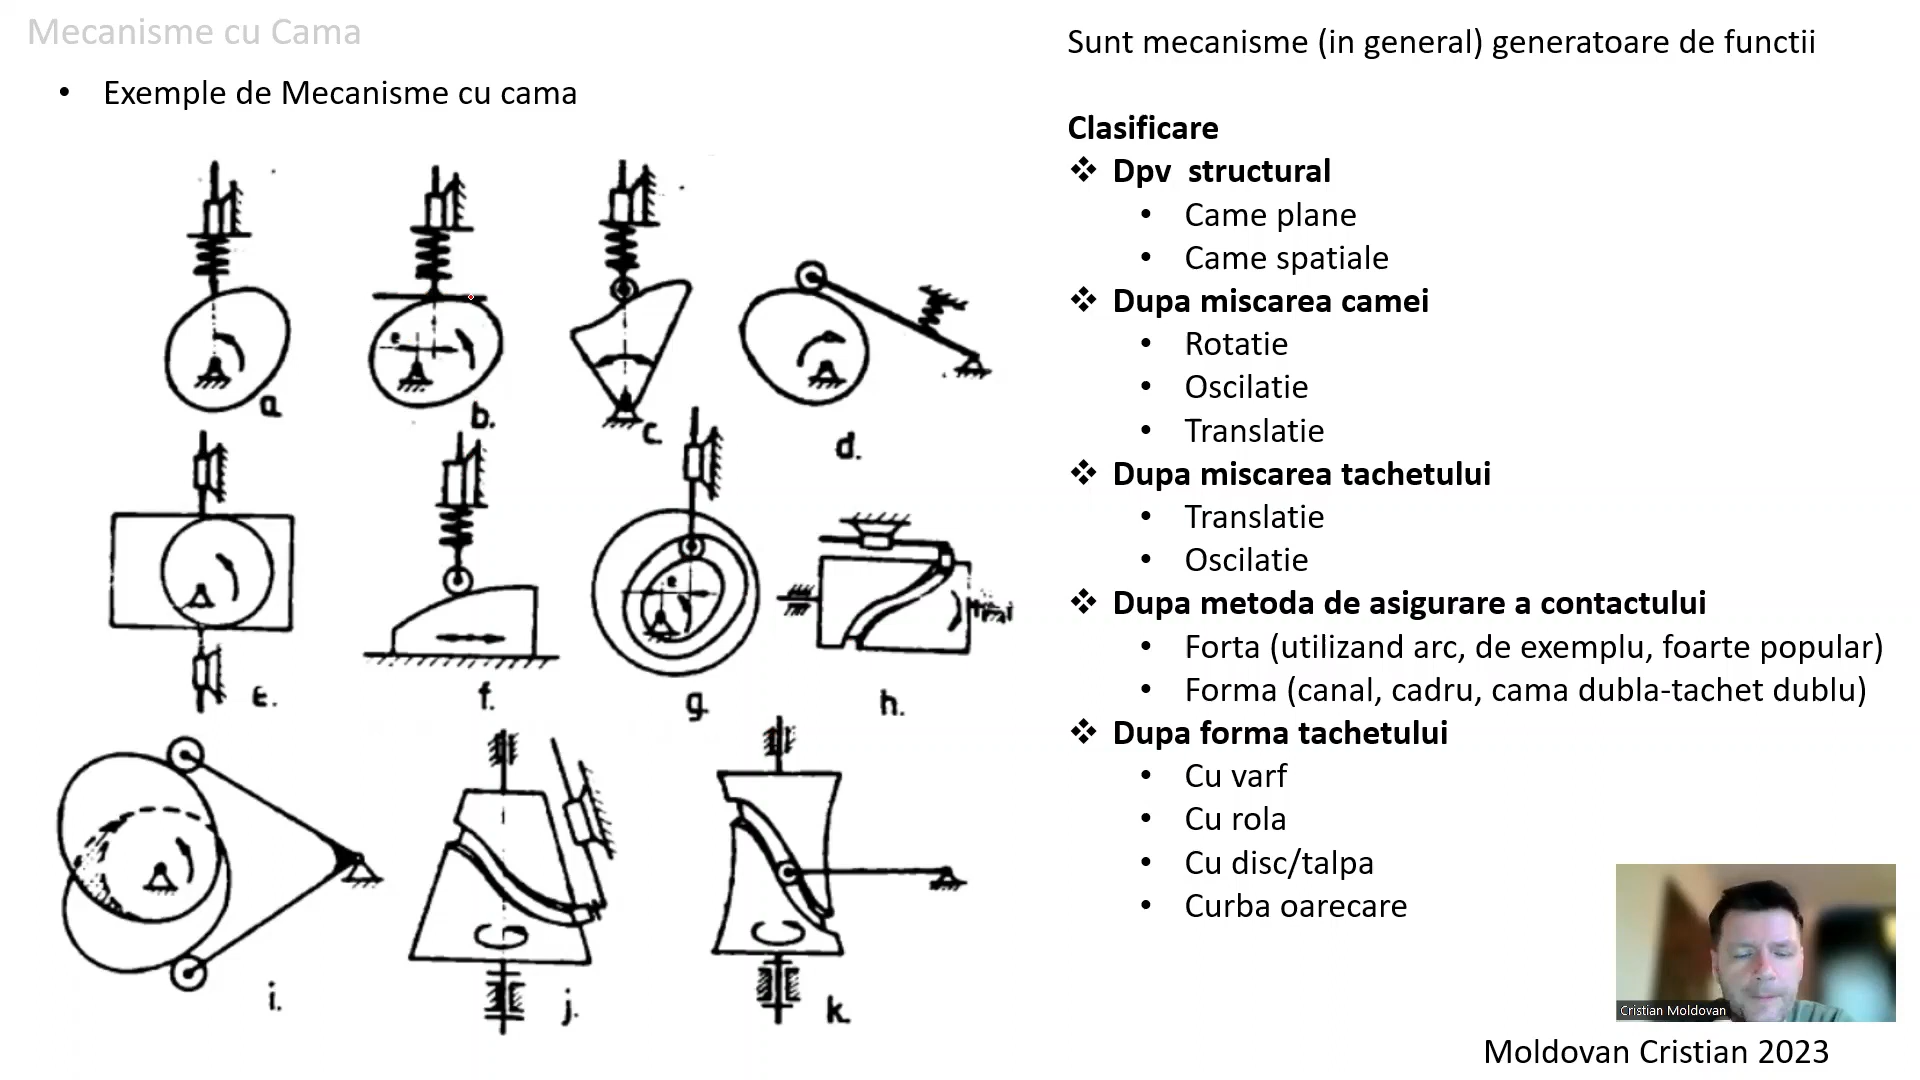 Mecanisme cu Cama
• Exemple de Mecanisme cu cama
a
b.
c.
d.
e
e.
f.
e
g.
h.
i.
j.
k.
Sunt mecanisme (in general) generatoare de functii
Clasificare
❖ Dpv structural
• Came plane
• Came spatiale
❖ Dupa miscarea camei
• Rotatie
• Oscilatie
• Translatie
❖ Dupa miscarea tachetului
• Translatie
• Oscilatie
❖ Dupa metoda de asigurare a contactului
• Forta (utilizand arc, de exemplu, foarte popular)
• Forma (canal, cadru, cama dubla-tachet dublu)
❖ Dupa forma tachetului
• Cu varf
• Cu rola
• Cu disc/talpa
• Curba oarecare
Cristian Moldovan
Moldovan Cristian 2023